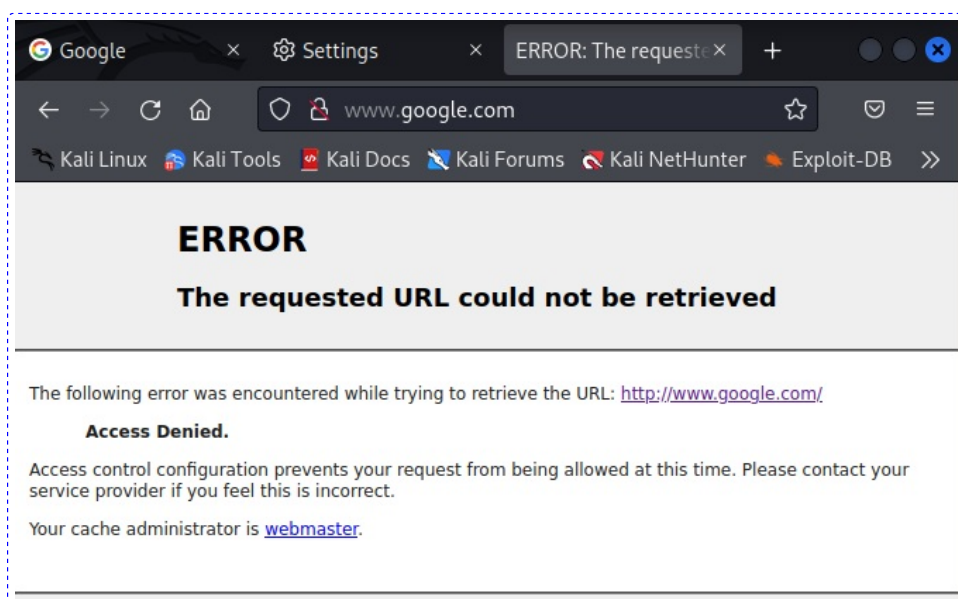 Google Settings ERROR: The requeste
www.google.com
Kali Linux Kali Tools Kali Docs Kali Forums Kali NetHunter Exploit-DB
ERROR
The requested URL could not be retrieved
The following error was encountered while trying to retrieve the URL: http://www.google.com/
Access Denied.
Access control configuration prevents your request from being allowed at this time. Please contact your
service provider if you feel this is incorrect.
Your cache administrator is webmaster.